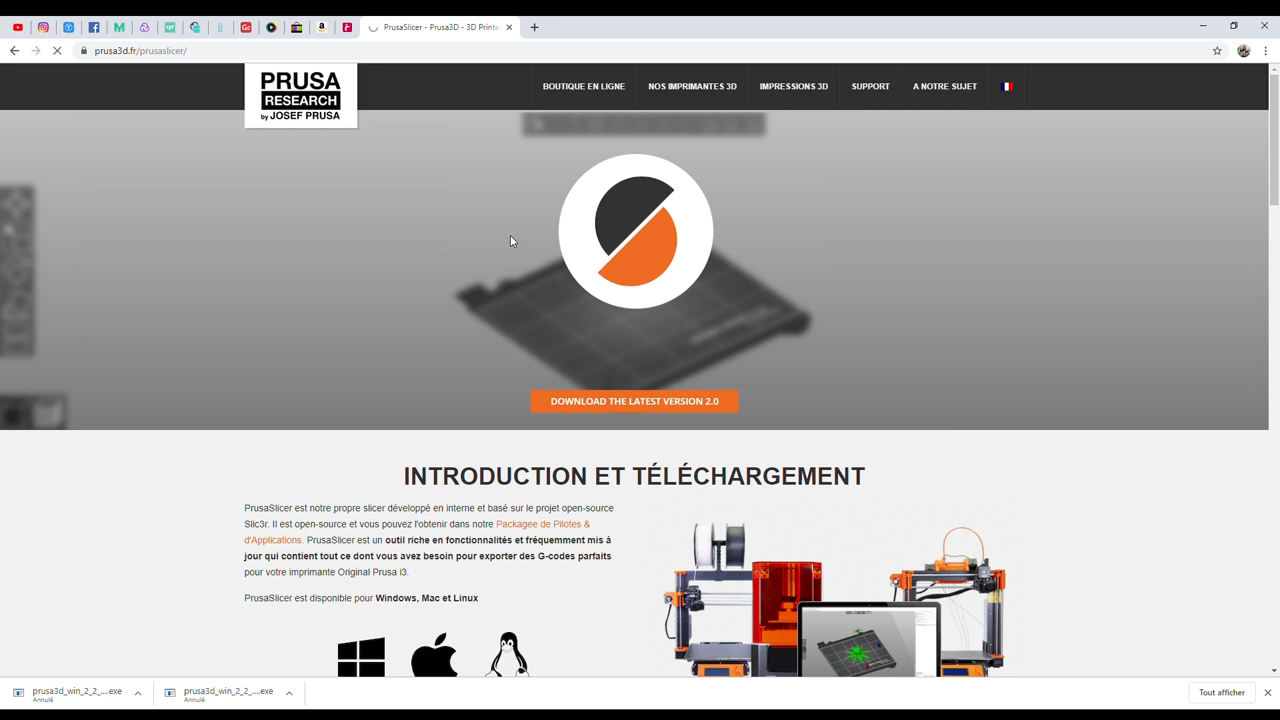 PrusaSlicer - Prusa3D - 3D Printe
prusa3d.fr/prusaslicer/
PRUSA
RESEARCH
by JOSEF PRUSA
BOUTIQUE EN LIGNE
NOS IMPRIMANTES 3D
IMPRESSIONS 3D
SUPPORT
A NOTRE SUJET
DOWNLOAD THE LATEST VERSION 2.0
INTRODUCTION ET TÉLÉCHARGEMENT
PrusaSlicer est notre propre slicer développé en interne et basé sur le projet open-source
Slic3r. Il est open-source et vous pouvez l'obtenir dans notre Packagee de Pilotes &
d'Applications. PrusaSlicer est un outil riche en fonctionnalités et fréquemment mis à
jour qui contient tout ce dont vous avez besoin pour exporter des G-codes parfaits
pour votre imprimante Original Prusa i3.
PrusaSlicer est disponible pour Windows, Mac et Linux
prusa3d_win_2_2_....exe
Annulé
prusa3d_win_2_2_....exe
Annulé
Tout afficher